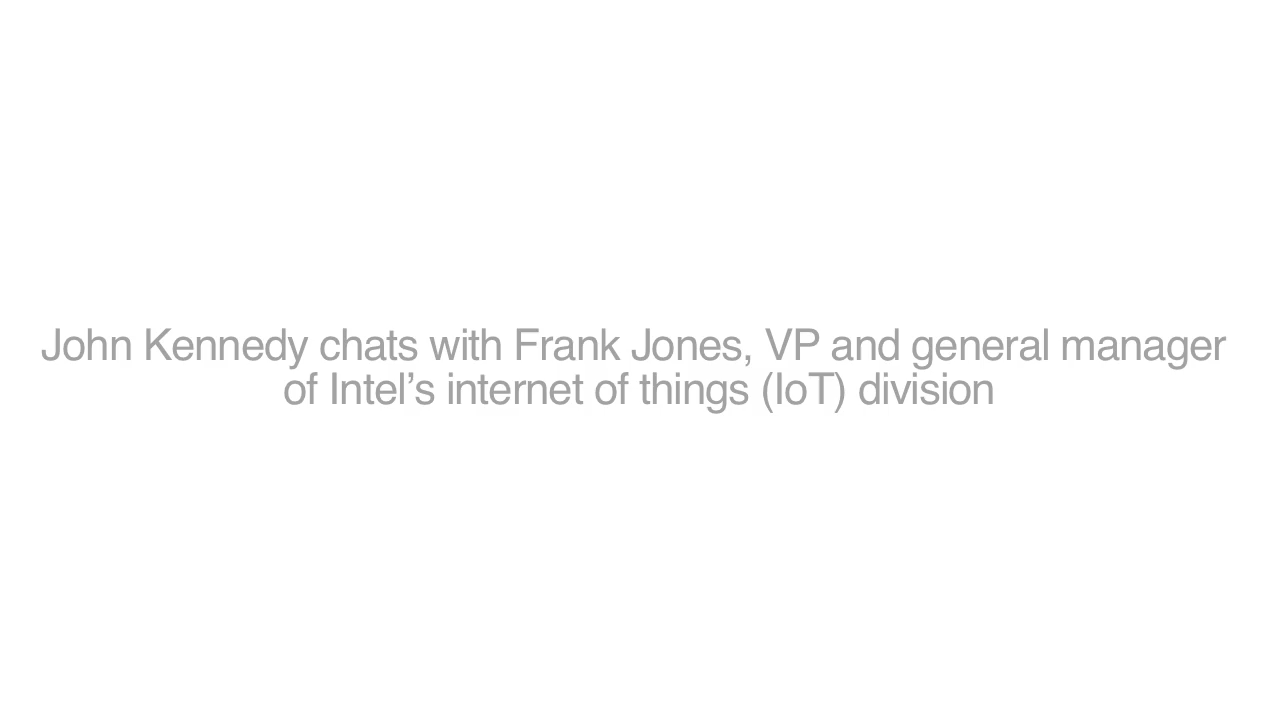 John Kennedy chats with Frank Jones, VP and general manager
of Intel’s internet of things (IoT) division